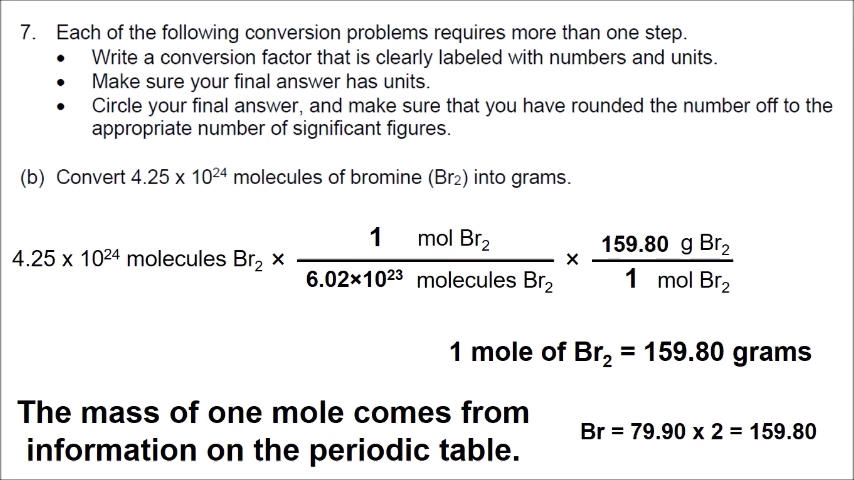 7. Each of the following conversion problems requires more than one step.
• Write a conversion factor that is clearly labeled with numbers and units.
• Make sure your final answer has units.
• Circle your final answer, and make sure that you have rounded the number off to the
appropriate number of significant figures.
(b) Convert 4.25 x 10²⁴ molecules of bromine (Br₂) into grams.
1 mol Br₂
159.80 g Br₂
4.25 x 10²⁴ molecules Br₂ × ×
6.02×10²³ molecules Br₂
1 mol Br₂
1 mole of Br₂ = 159.80 grams
The mass of one mole comes from
information on the periodic table.
Br = 79.90 x 2 = 159.80